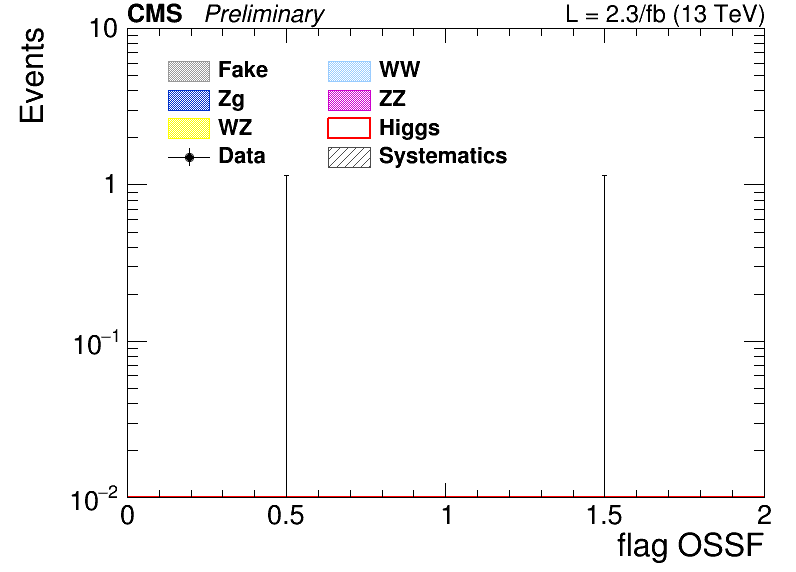 CMS Preliminary L = 2.3/fb (13 TeV)
Events
10
1
10−1
10−2
Fake WW
Zg ZZ
WZ Higgs
Data Systematics
0 0.5 1 1.5 2
flag OSSF